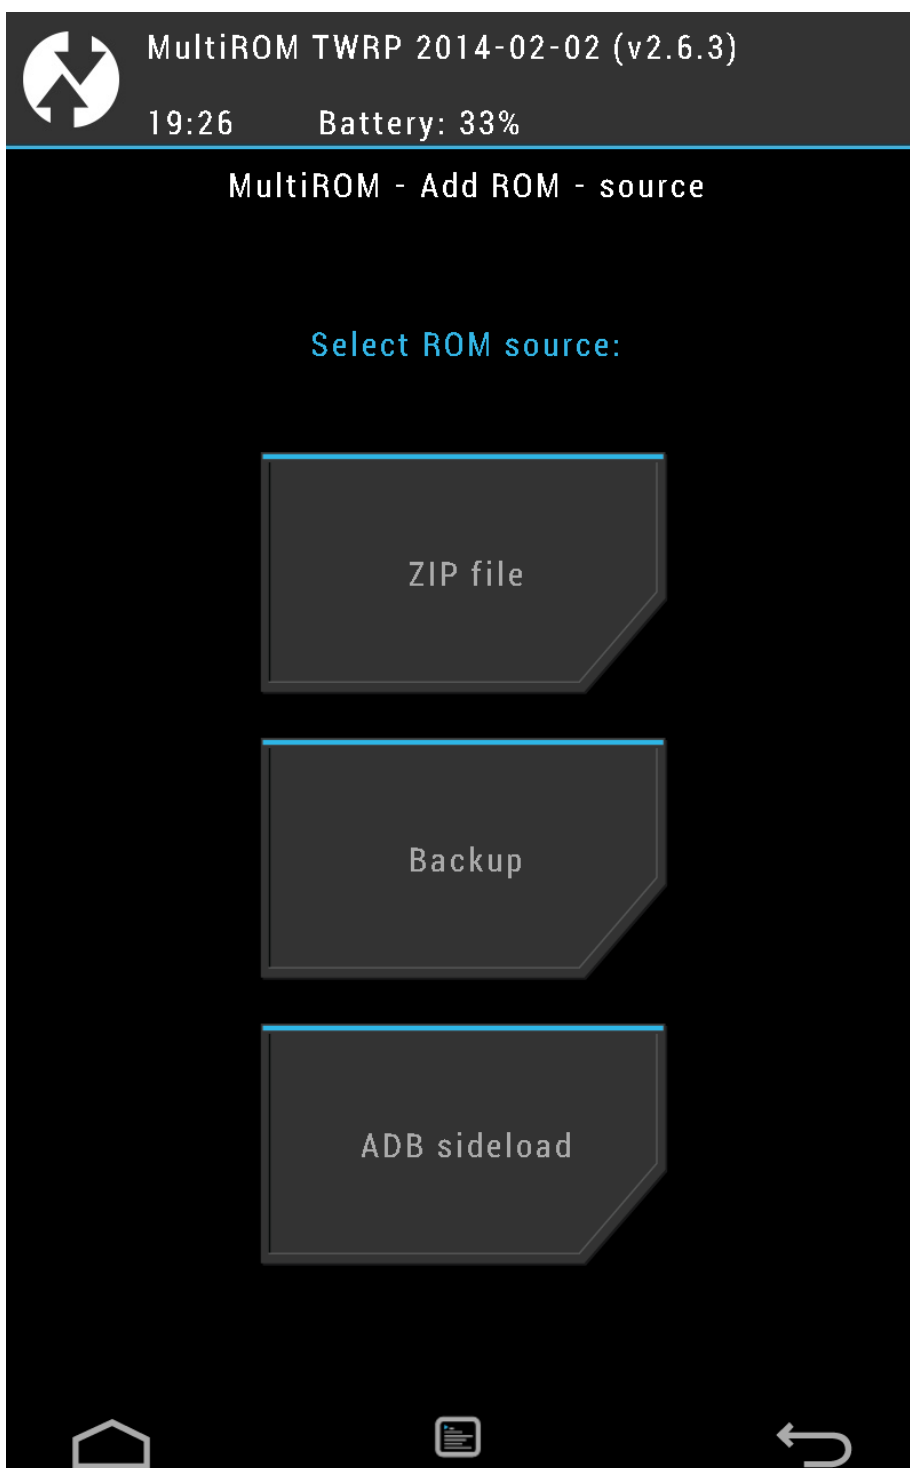 MultiROM TWRP 2014-02-02 (v2.6.3)
19:26 Battery: 33%
MultiROM - Add ROM - source
Select ROM source:
ZIP file
Backup
ADB sideload